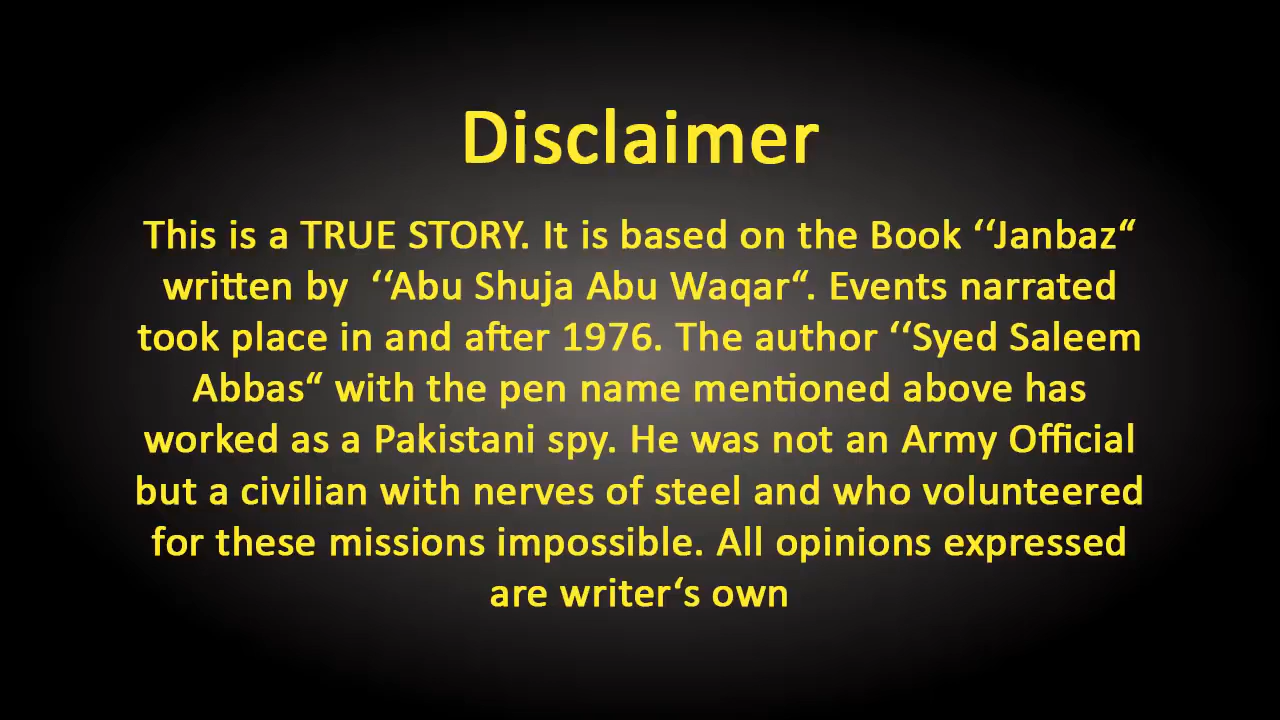 Disclaimer
This is a TRUE STORY. It is based on the Book ‘‘Janbaz“
written by ‘‘Abu Shuja Abu Waqar“. Events narrated
took place in and after 1976. The author ‘‘Syed Saleem
Abbas“ with the pen name mentioned above has
worked as a Pakistani spy. He was not an Army Official
but a civilian with nerves of steel and who volunteered
for these missions impossible. All opinions expressed
are writer‘s own